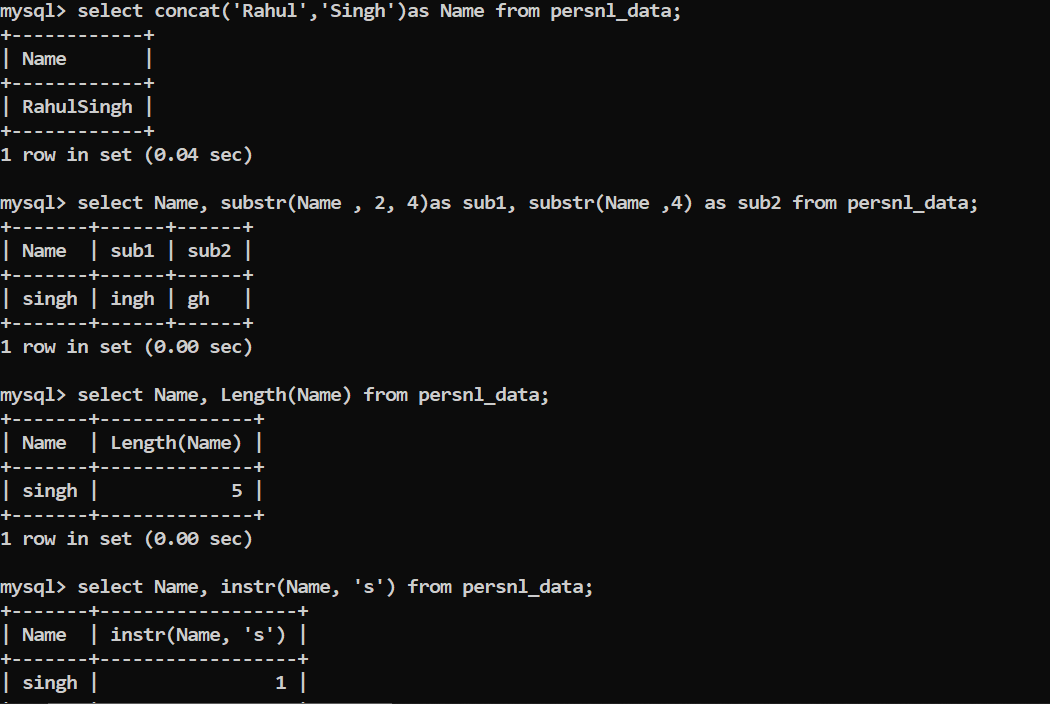 mysql> select concat('Rahul','Singh')as Name from persnl_data;
+------------+
| Name       |
+------------+
| RahulSingh |
+------------+
1 row in set (0.04 sec)

mysql> select Name, substr(Name , 2, 4)as sub1, substr(Name ,4) as sub2 from persnl_data;
+-------+------+------+
| Name  | sub1 | sub2 |
+-------+------+------+
| singh | ingh | gh   |
+-------+------+------+
1 row in set (0.00 sec)

mysql> select Name, Length(Name) from persnl_data;
+-------+--------------+
| Name  | Length(Name) |
+-------+--------------+
| singh |            5 |
+-------+--------------+
1 row in set (0.00 sec)

mysql> select Name, instr(Name, 's') from persnl_data;
+-------+------------------+
| Name  | instr(Name, 's') |
+-------+------------------+
| singh |                1 |